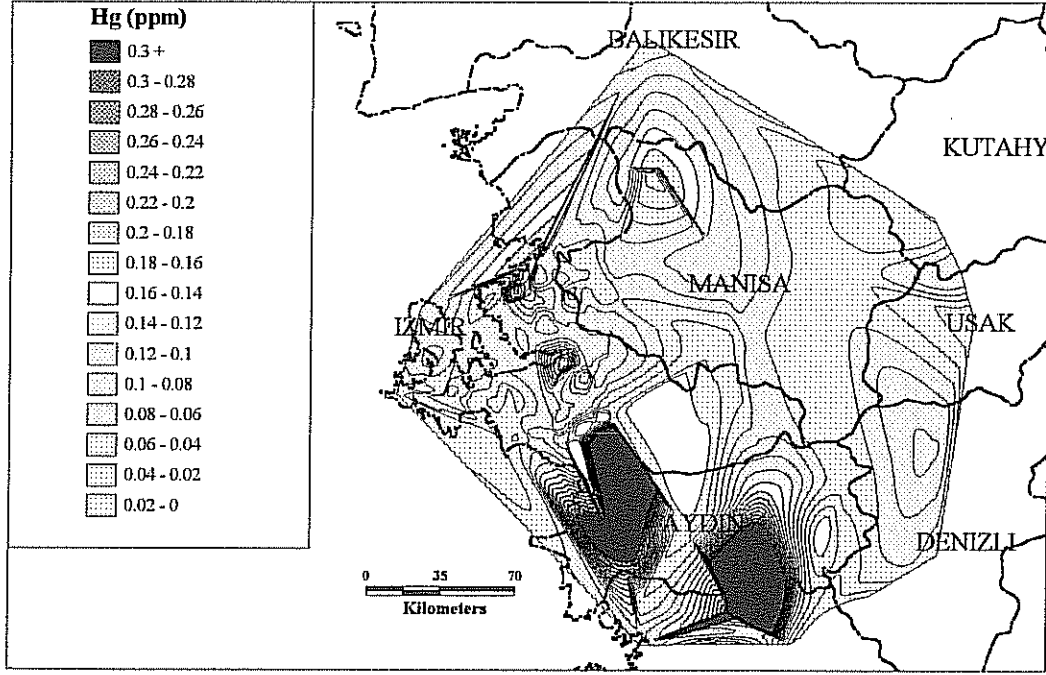 Hg (ppm)
0.3 +
0.3 - 0.28
0.28 - 0.26
0.26 - 0.24
0.24 - 0.22
0.22 - 0.2
0.2 - 0.18
0.18 - 0.16
0.16 - 0.14
0.14 - 0.12
0.12 - 0.1
0.1 - 0.08
0.08 - 0.06
0.06 - 0.04
0.04 - 0.02
0.02 - 0
BALIKESIR
KUTAHY
MANISA
IZMIR
USAK
AYDIN
DENIZLI
0 35 70
Kilometers